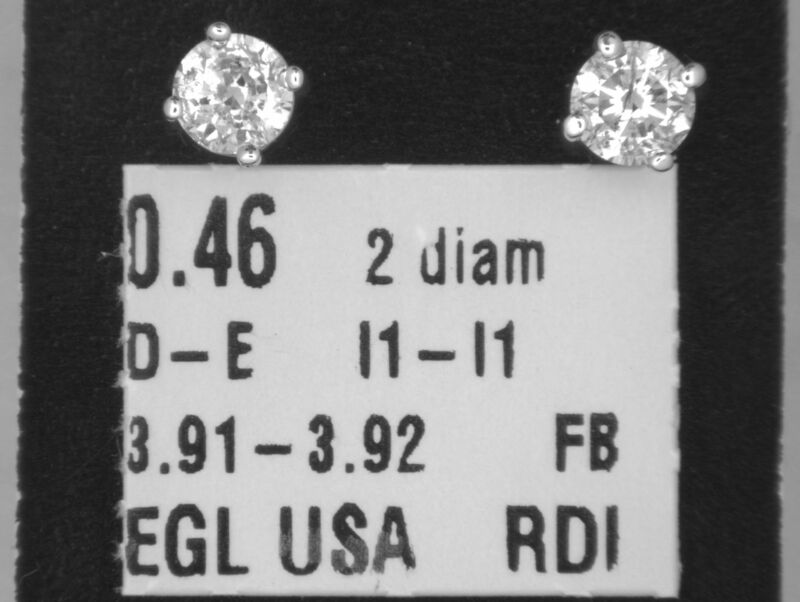 0.46 2 diam
D-E I1-I1
3.91-3.92 FB
EGL USA RDI